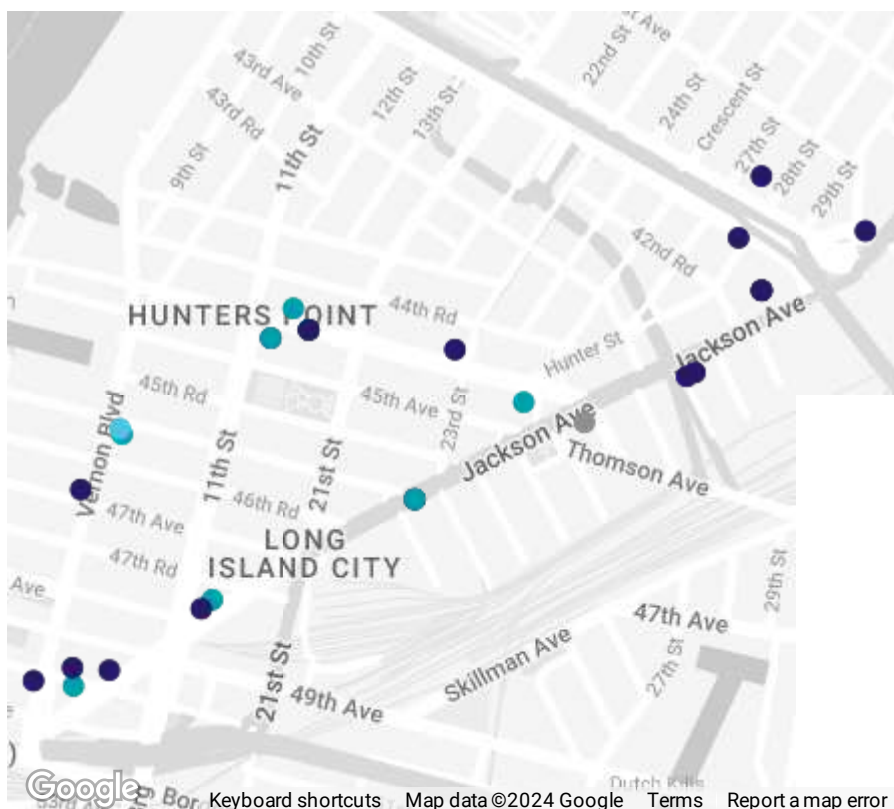 10th St
22nd St
43rd Ave
12th St
24th St
Crescent St
43rd Rd
13th St
27th St
11th St
28th St
9th St
29th St
42nd Rd
HUNTERS POINT
44th Rd
Jackson Ave
Hunter St
45th Rd
45th Ave
23rd St
Jackson Ave
Vernon Blvd
11th St
21st St
Thomson Ave
46th Rd
47th Ave
LONG
ISLAND CITY
47th Rd
29th St
Ave
47th Ave
Skillman Ave
27th St
21st St
49th Ave
)
Google
Keyboard shortcuts
Map data ©2024 Google
Terms
Report a map error